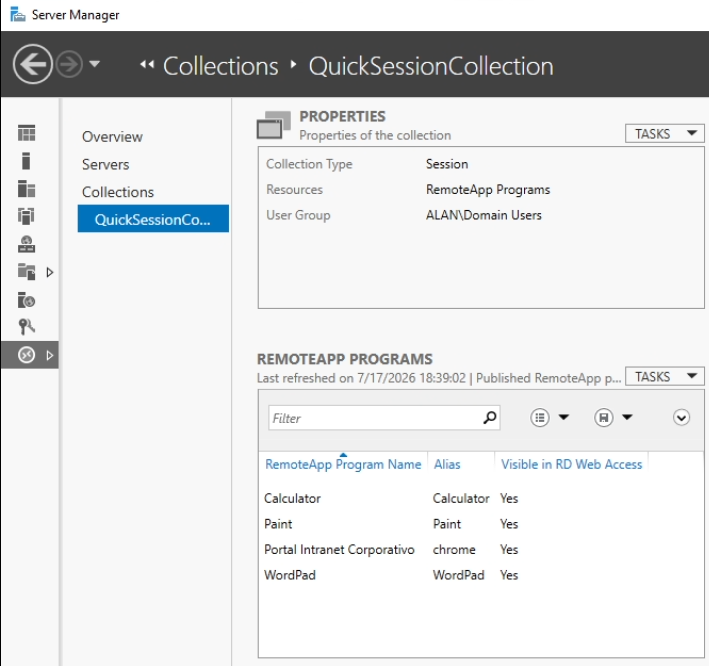 Server Manager
Collections QuickSessionCollection
Overview
Servers
Collections
QuickSessionCo...
PROPERTIES
Properties of the collection
TASKS
Collection Type Session
Resources RemoteApp Programs
User Group ALAN\Domain Users
REMOTEAPP PROGRAMS
Last refreshed on 7/17/2026 18:39:02 | Published RemoteApp p...
TASKS
Filter
RemoteApp Program Name Alias Visible in RD Web Access
Calculator Calculator Yes
Paint Paint Yes
Portal Intranet Corporativo chrome Yes
WordPad WordPad Yes